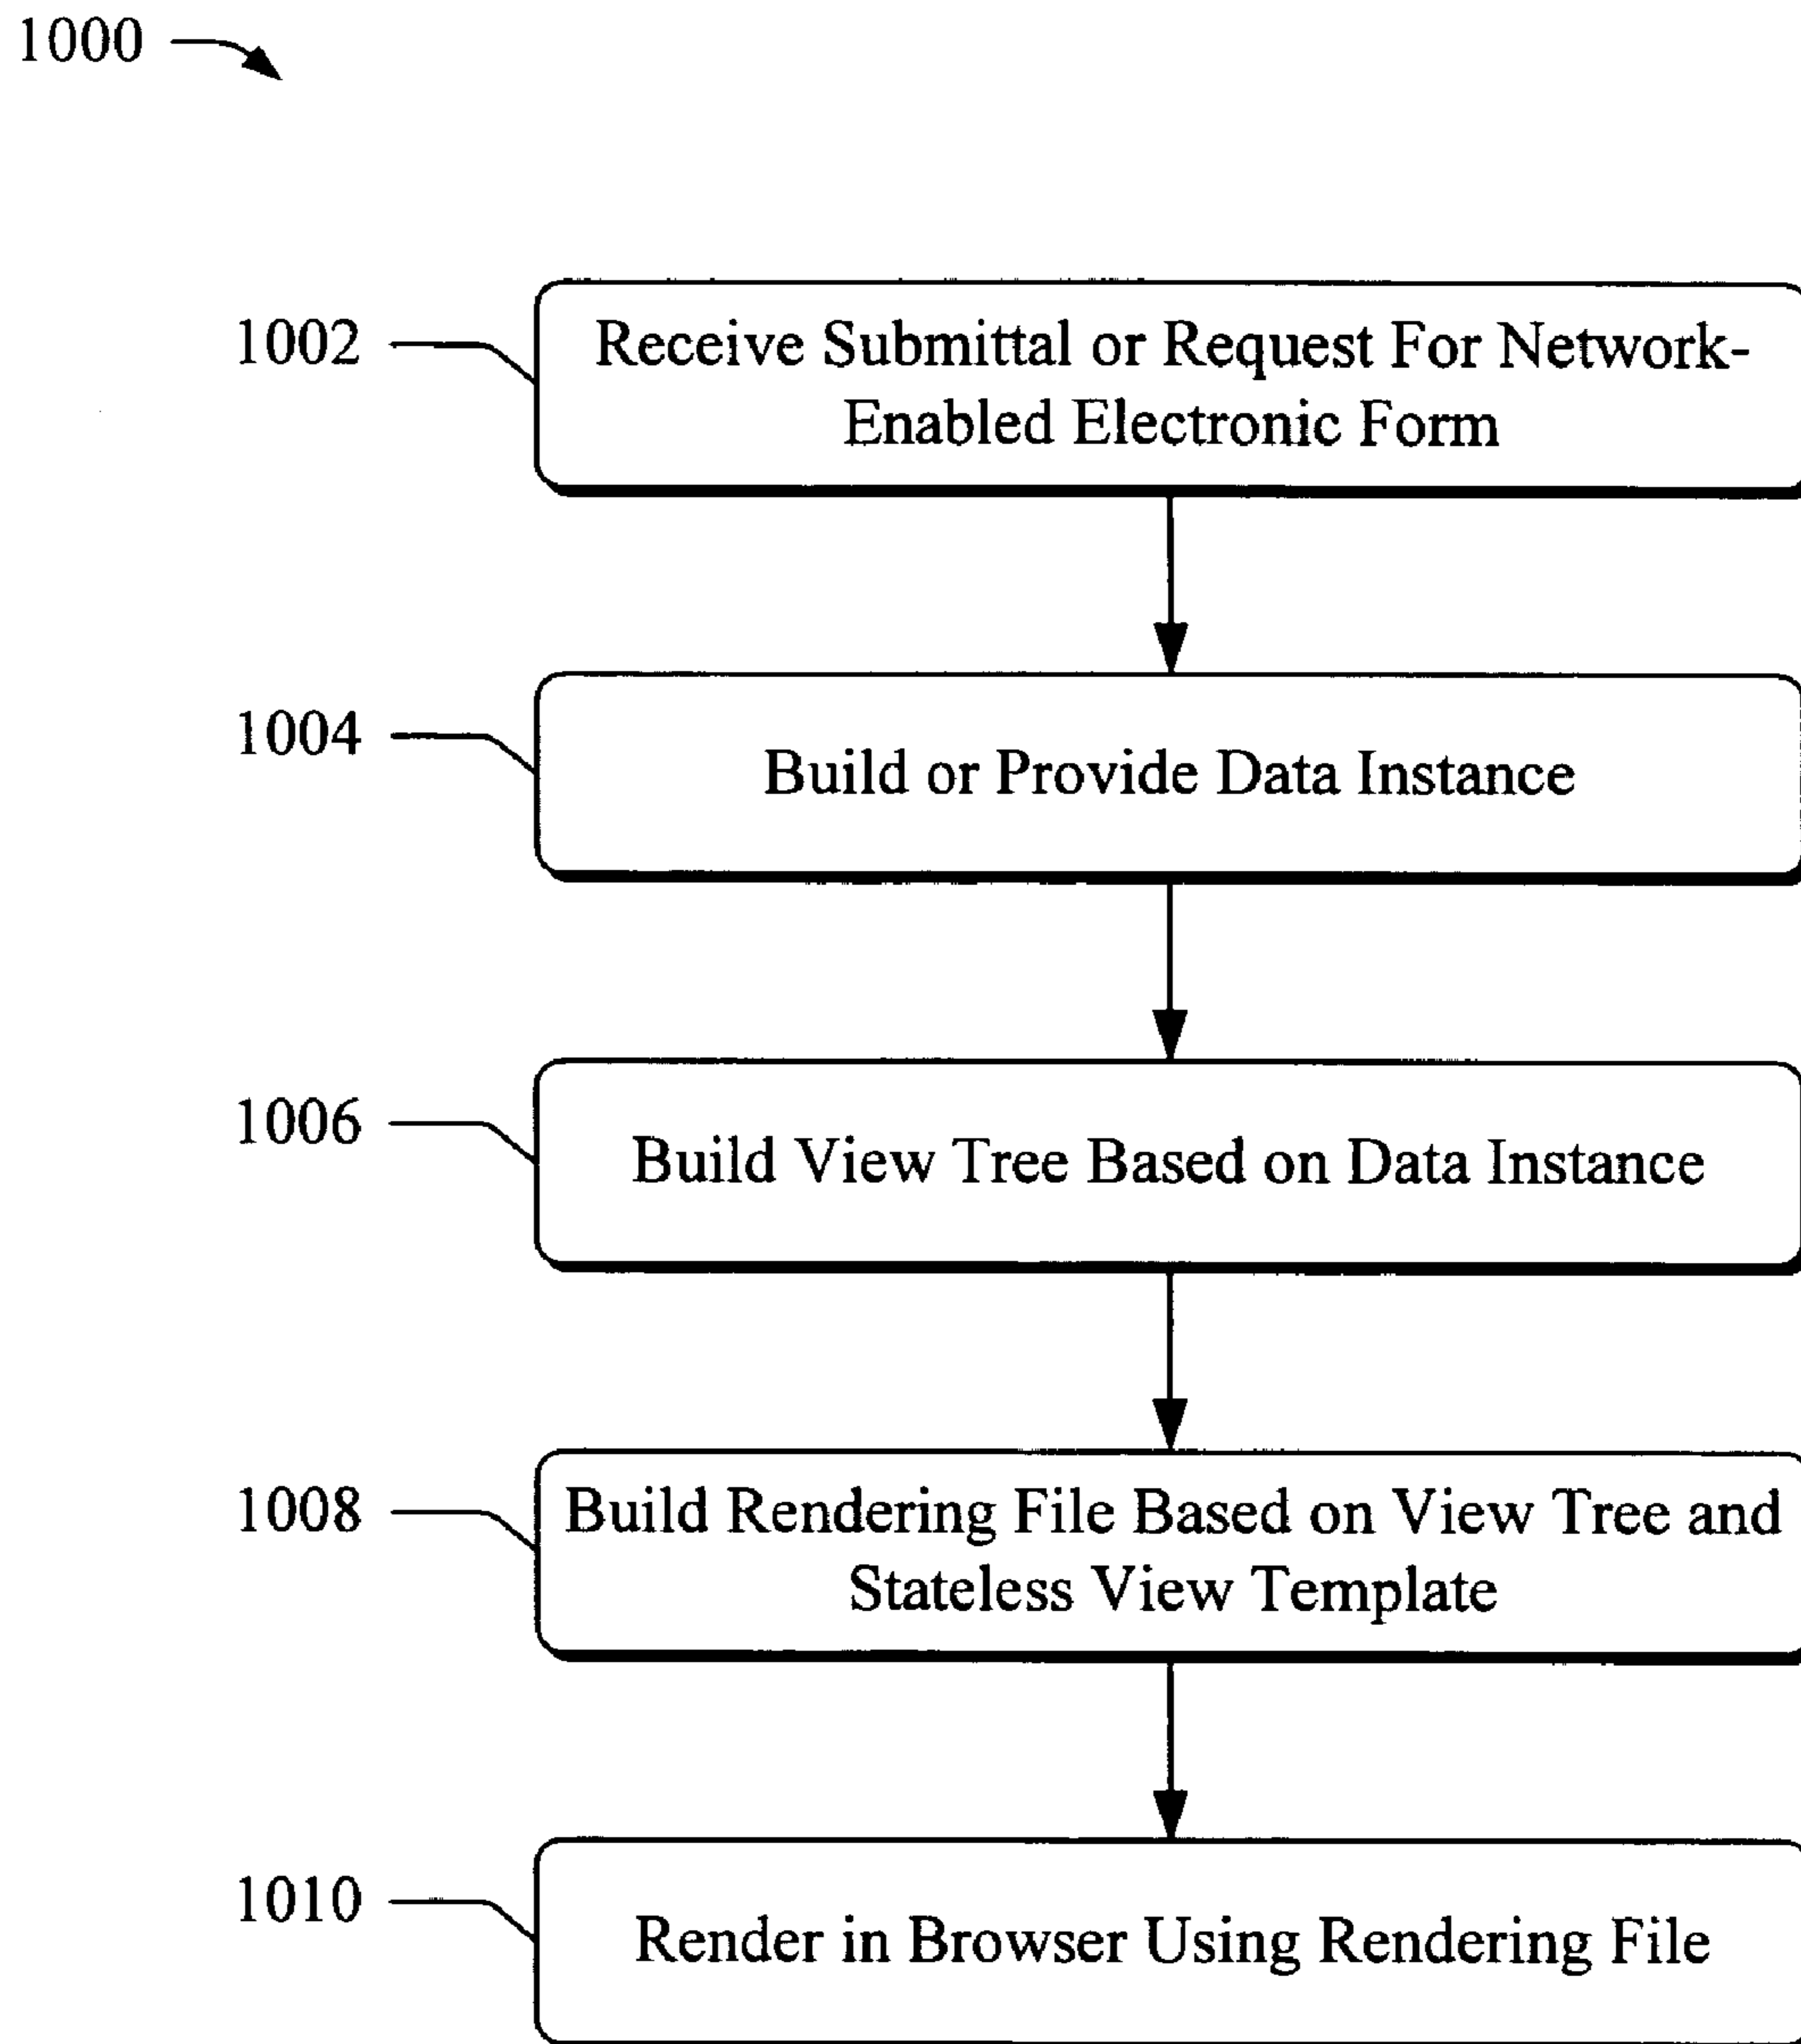 1000
1002
Receive Submittal or Request For Network-
Enabled Electronic Form
1004
Build or Provide Data Instance
1006
Build View Tree Based on Data Instance
1008
Build Rendering File Based on View Tree and
Stateless View Template
1010
Render in Browser Using Rendering File